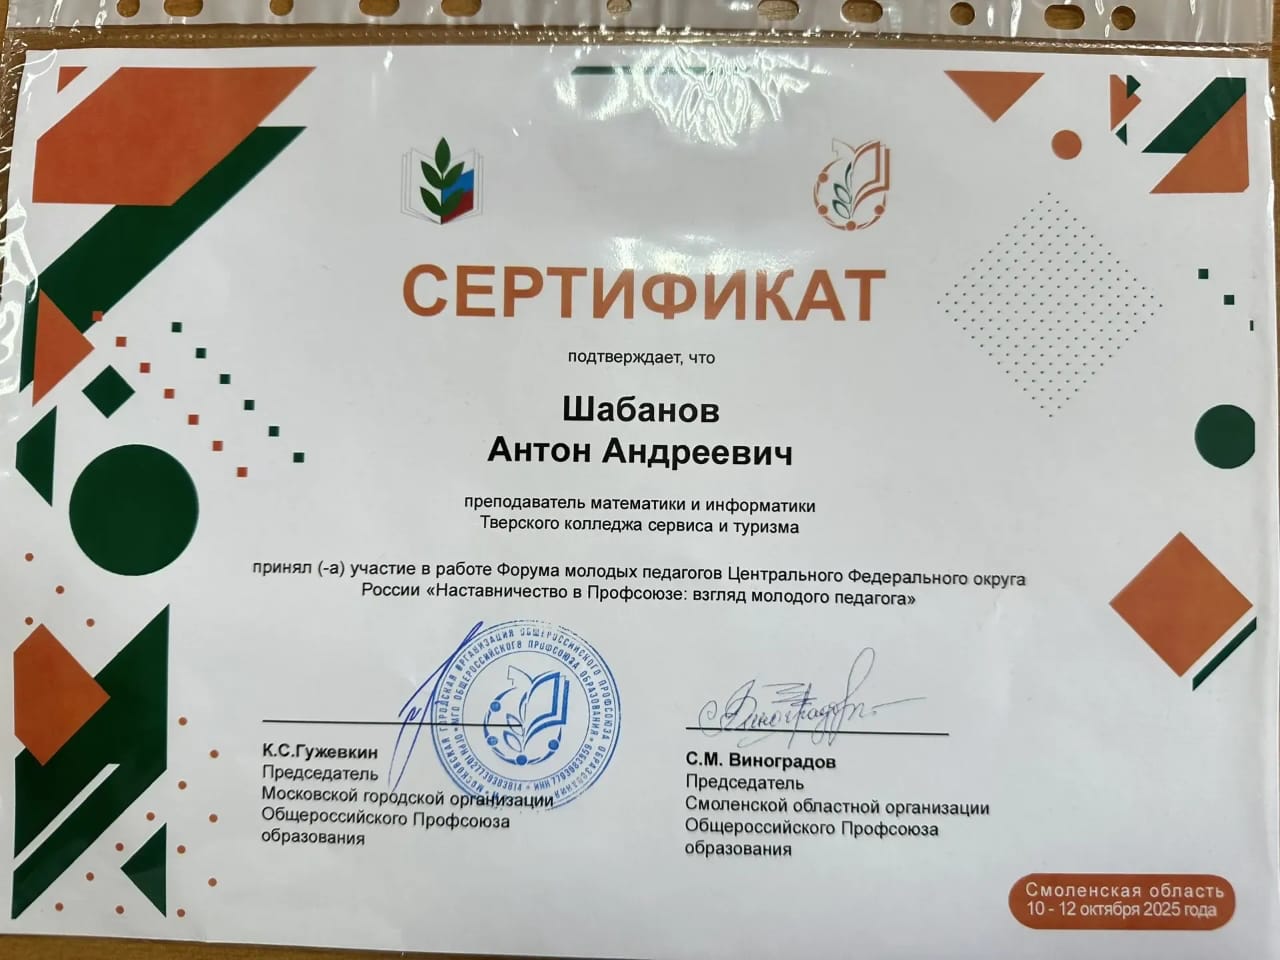 СЕРТИФИКАТ
подтверждает, что
Шабанов
Антон Андреевич
преподаватель математики и информатики
Тверского колледжа сервиса и туризма
принял (-а) участие в работе Форума молодых педагогов Центрального Федерального округа
России «Наставничество в Профсоюзе: взгляд молодого педагога»
К.С.Гужевкин
Председатель
Московской городской организации
Общероссийского Профсоюза
образования
С.М. Виноградов
Председатель
Смоленской областной организации
Общероссийского Профсоюза
образования
Смоленская область
10 - 12 октября 2025 года